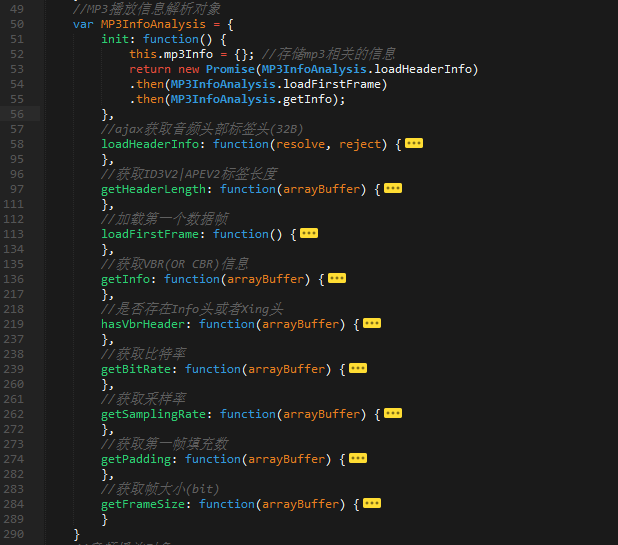 49 //MP3播放信息解析对象
50 var MP3InfoAnalysis = {
51 init: function() {
52 this.mp3Info = {}; //存储mp3相关的信息
53 return new Promise(MP3InfoAnalysis.loadHeaderInfo)
54 .then(MP3InfoAnalysis.loadFirstFrame)
55 .then(MP3InfoAnalysis.getInfo);
56 },
57 //ajax获取音频头部标签头(32B)
58 loadHeaderInfo: function(resolve, reject) {
95 },
96 //获取ID3V2|APEV2标签长度
97 getHeaderLength: function(arrayBuffer) {
111 },
112 //加载第一个数据帧
113 loadFirstFrame: function() {
134 },
135 //获取VBR(OR CBR)信息
136 getInfo: function(arrayBuffer) {
217 },
218 //是否存在Info头或者Xing头
219 hasVbrHeader: function(arrayBuffer) {
237 },
238 //获取比特率
239 getBitRate: function(arrayBuffer) {
260 },
261 //获取采样率
262 getSamplingRate: function(arrayBuffer) {
272 },
273 //获取第一帧填充数
274 getPadding: function(arrayBuffer) {
282 },
283 //获取帧大小(bit)
284 getFrameSize: function(arrayBuffer) {
289 }
290 }